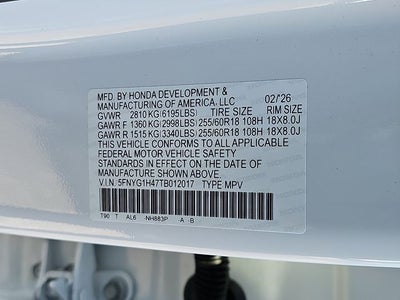 MFD. BY HONDA DEVELOPMENT &
MANUFACTURING OF AMERICA, LLC 02/'26
GVWR 2810 KG(6195LBS) TIRE SIZE RIM SIZE
GAWR F 1360 KG(2998LBS) 255/60R18 108H 18X8.0J
GAWR R 1515 KG(3340LBS) 255/60R18 108H 18X8.0J
THIS VEHICLE CONFORMS TO ALL APPLICABLE
FEDERAL MOTOR VEHICLE SAFETY
STANDARDS IN EFFECT ON THE DATE OF
MANUFACTURE SHOWN ABOVE.
V.I.N. 5FNYG1H47TB012017 TYPE MPV
T90 T AL6 -NH883P -A -B